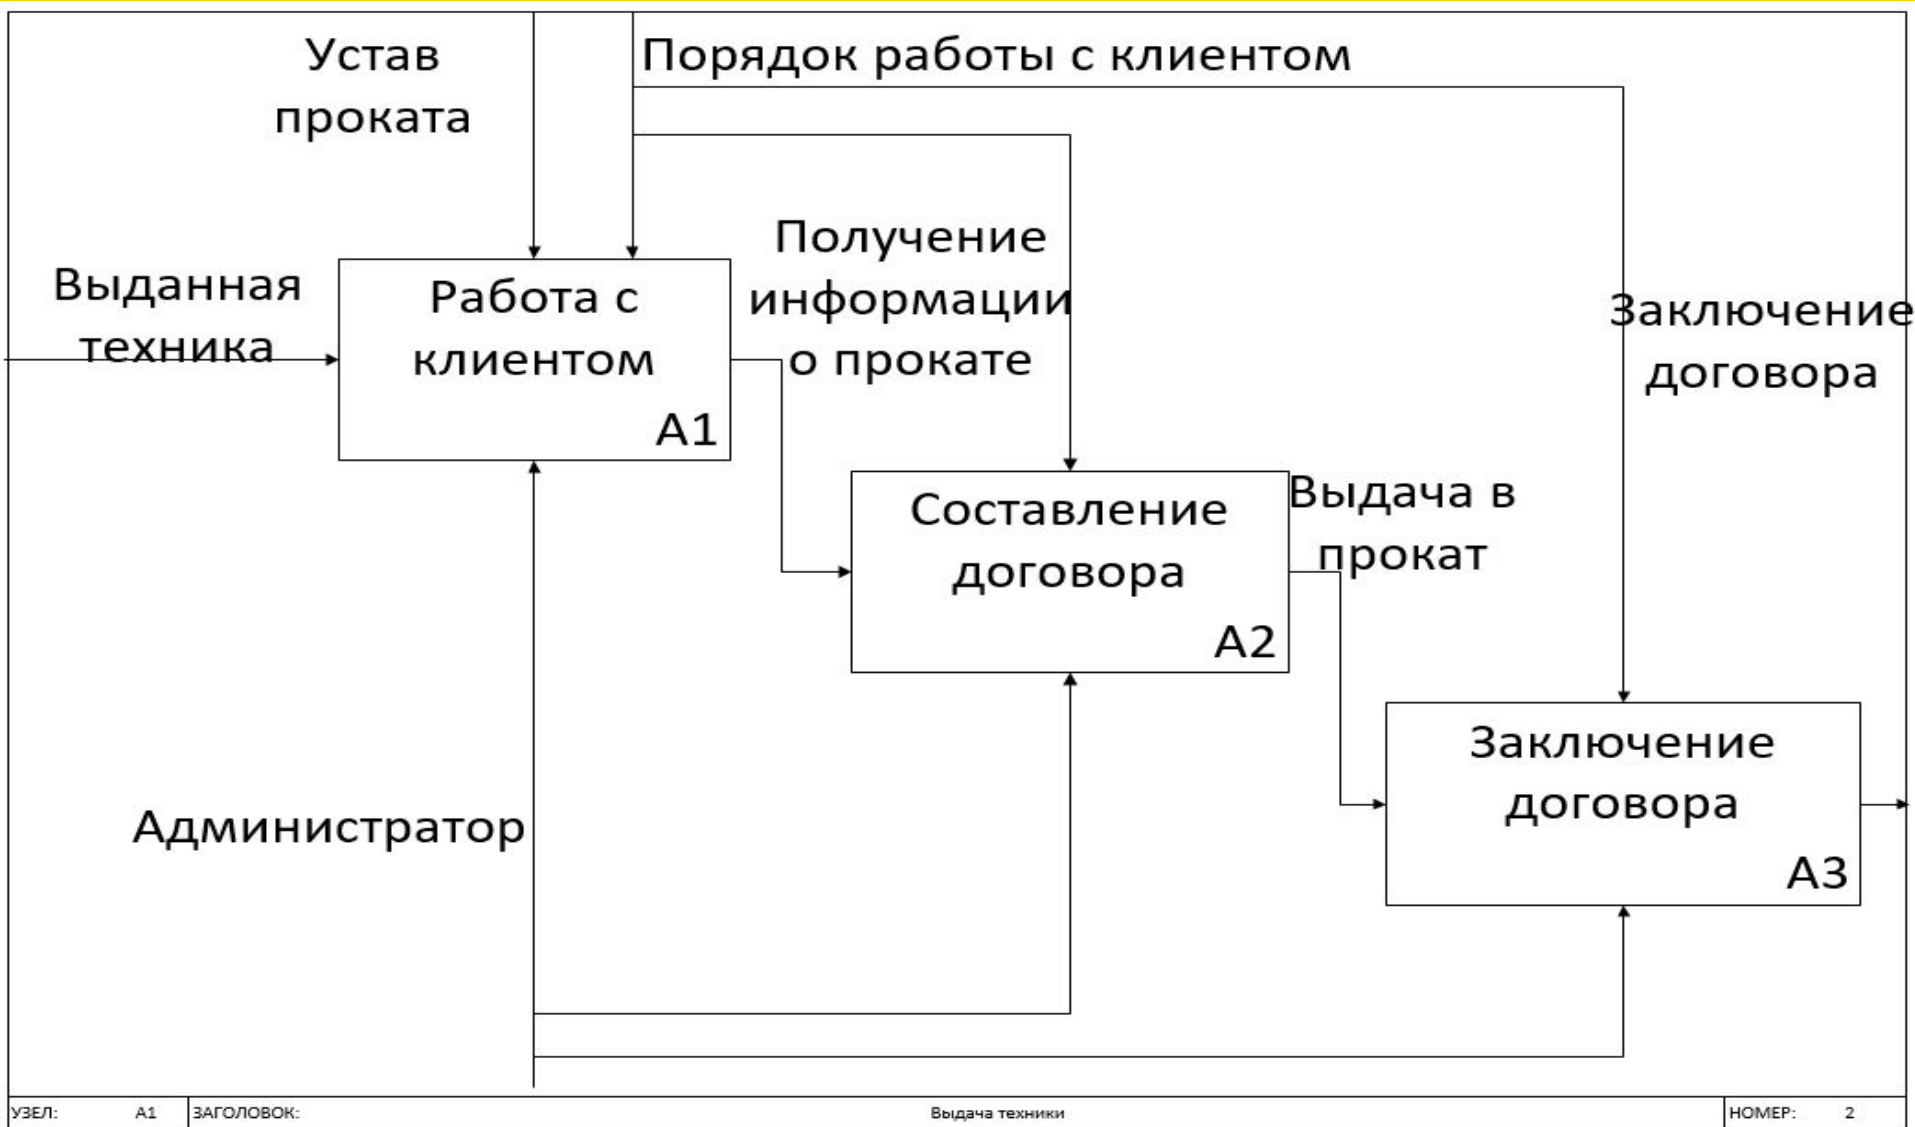 Устав
проката
Порядок работы с клиентом
Выданная
техника
Работа с
клиентом
A1
Получение
информации
о прокате
Заключение
договора
Составление
договора
A2
Выдача в
прокат
Заключение
договора
A3
Администратор
УЗЕЛ: A1 ЗАГОЛОВОК: Выдача техники НОМЕР: 2